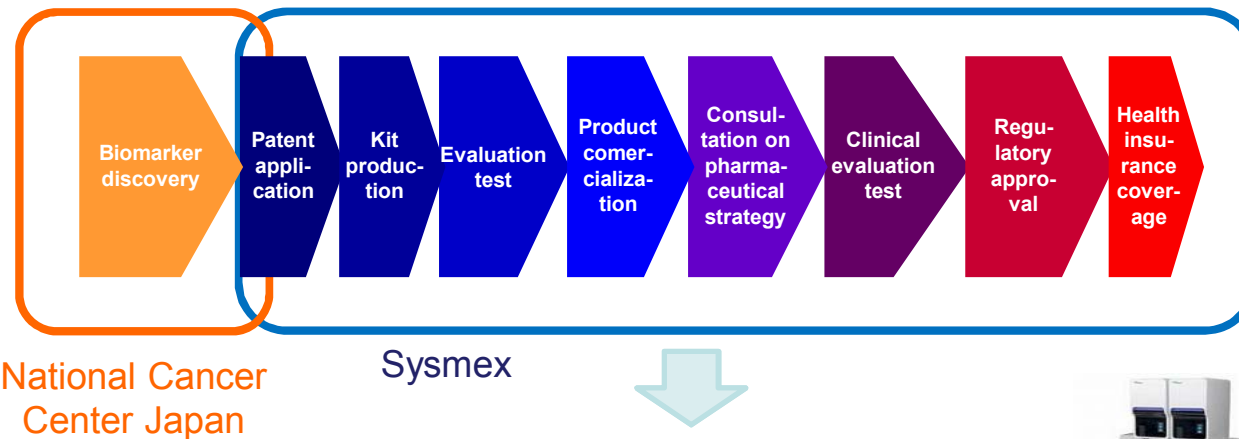 Biomarker
discovery
Patent
appli-
cation
Kit
produc-
tion
Evaluation
test
Product
comer-
cializa-
tion
Consul-
tation on
pharma-
ceutical
strategy
Clinical
evaluation
test
Regu-
latory
appro-
val
Health
insu-
rance
cover-
age
National Cancer
Center Japan
Sysmex